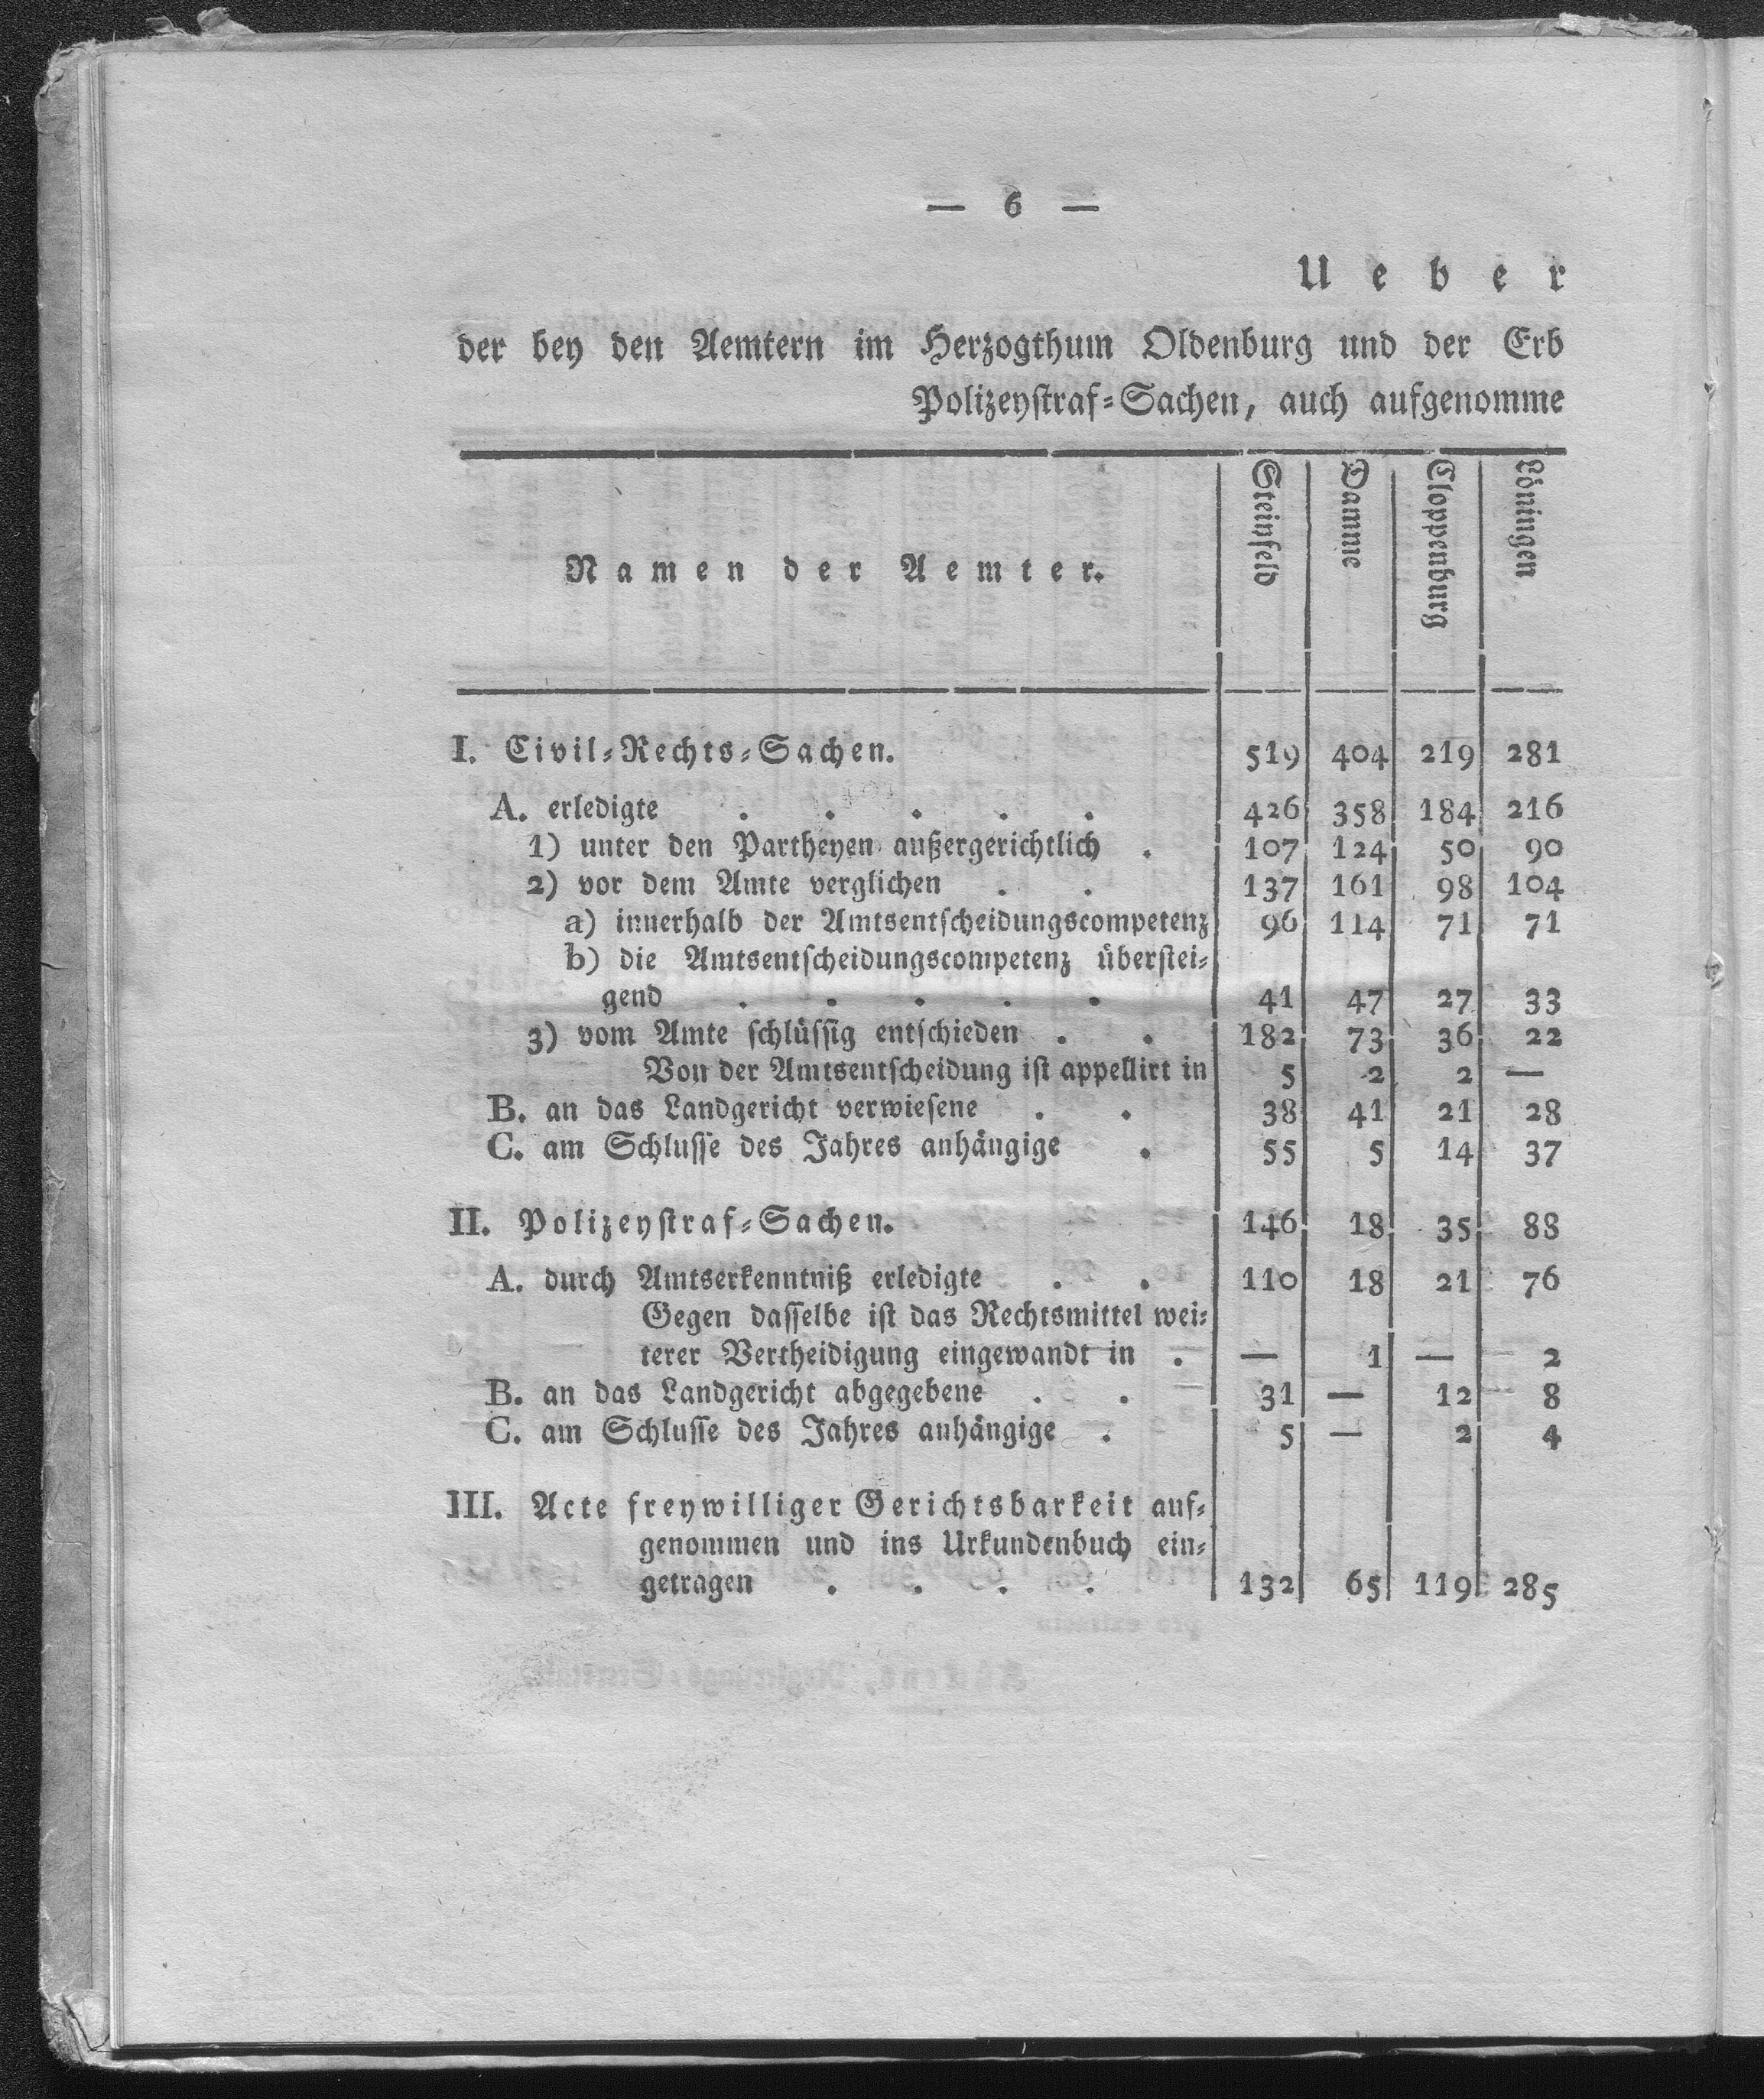 — 6 —
Ueber
der bey den Aemtern im Herzogthum Oldenburg und der Erb
Polizeystraf-Sachen, auch aufgenomme
Namen der Aemter. Steinfeld Damme Cloppenburg Löningen
I. Civil-Rechts-Sachen. 519 404 219 281
A. erledigte . . . . . 426 358 184 216
1) unter den Partheyen außergerichtlich . 107 124 50 90
2) vor dem Amte verglichen . . 137 161 98 104
a) innerhalb der Amtsentscheidungscompetenz 96 114 71 71
b) die Amtsentscheidungscompetenz überstei-
gend . . . . . 41 47 27 33
3) vom Amte schlüssig entschieden . . 182 73 36 22
Von der Amtsentscheidung ist appellirt in 5 2 2 —
B. an das Landgericht verwiesene . . 38 41 21 28
C. am Schlusse des Jahres anhängige . 55 5 14 37
II. Polizeystraf-Sachen. 146 18 35 88
A. durch Amtserkenntniß erledigte . . 110 18 21 76
Gegen dasselbe ist das Rechtsmittel wei-
terer Vertheidigung eingewandt in . — 1 — 2
B. an das Landgericht abgegebene . . 31 — 12 8
C. am Schlusse des Jahres anhängige . 5 — 2 4
III. Acte freywilliger Gerichtsbarkeit auf-
genommen und ins Urkundenbuch ein-
getragen . . . . 132 65 119 285